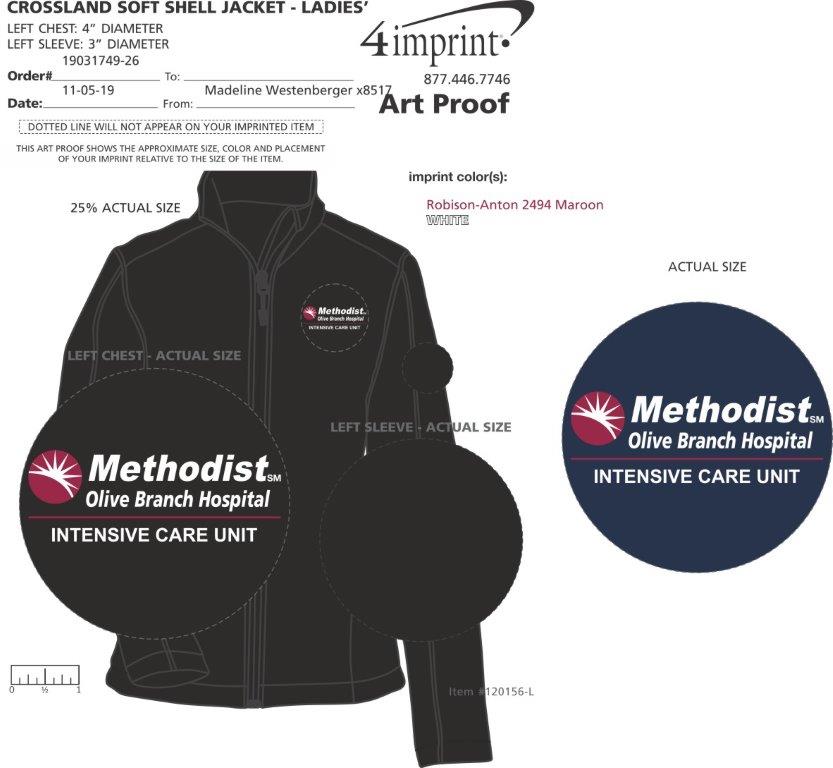 CROSSLAND SOFT SHELL JACKET - LADIES'
LEFT CHEST: 4" DIAMETER
LEFT SLEEVE: 3" DIAMETER
19031749-26
Order# To:
11-05-19 Madeline Westenberger x8517
Date: From:
DOTTED LINE WILL NOT APPEAR ON YOUR IMPRINTED ITEM
THIS ART PROOF SHOWS THE APPROXIMATE SIZE, COLOR AND PLACEMENT
OF YOUR IMPRINT RELATIVE TO THE SIZE OF THE ITEM.
4imprint
877.446.7746
Art Proof
imprint color(s):
Robison-Anton 2494 Maroon
WHITE
25% ACTUAL SIZE
Methodist SM
Olive Branch Hospital
INTENSIVE CARE UNIT
LEFT CHEST - ACTUAL SIZE
Methodist SM
Olive Branch Hospital
INTENSIVE CARE UNIT
LEFT SLEEVE - ACTUAL SIZE
ACTUAL SIZE
Methodist SM
Olive Branch Hospital
INTENSIVE CARE UNIT
0 ½ 1
Item #120156-L